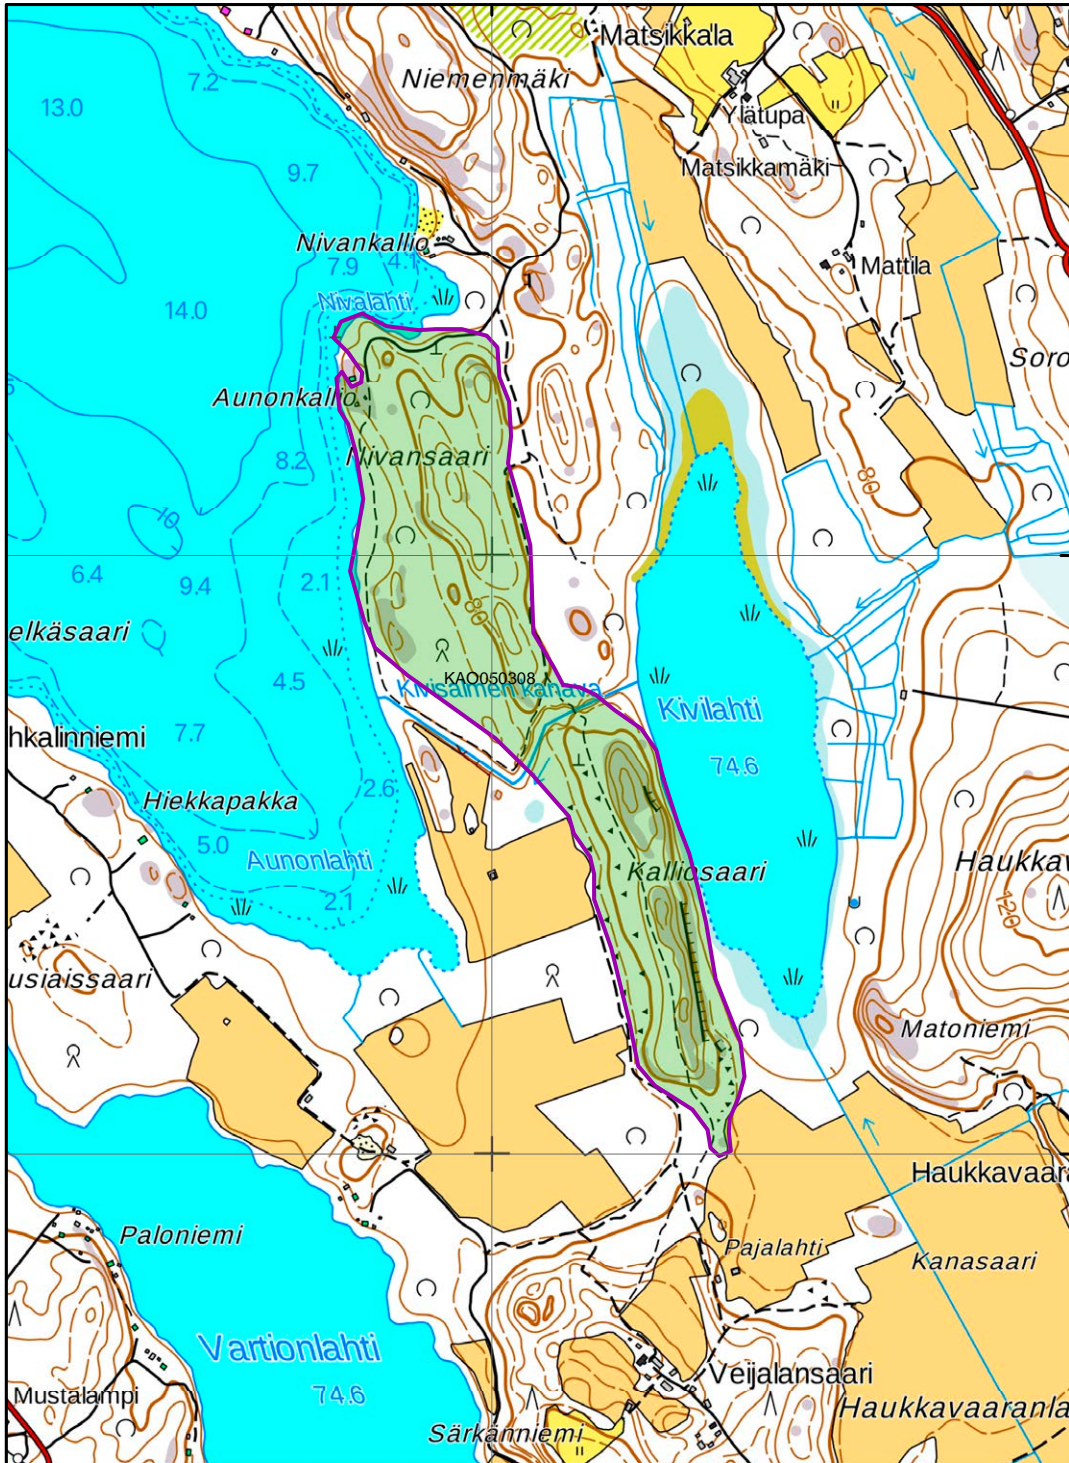 Matsikkala
Niemenmäki
7.2
13.0
Ylätupa
Matsikkamäki
9.7
Nivankallio
4.1
7.9
Mattila
Nivalahti
14.0
Soro
Aunonkallio
Nivansaari
8.2
80
10
6.4
9.4
2.1
80
elkäsaari
KAO050308
Kivisalmen kanava
4.5
Kivilahti
7.7
hkalinniemi
74.6
2.6
Hiekkapakka
5.0
Aunonlahti
Kalliosaari
Haukkav
2.1
120
usiaissaari
Matoniemi
Haukkavaara
Paloniemi
Pajalahti
Kanasaari
Vartionlahti
74.6
Veijalansaari
Mustalampi
Haukkavaaranla
Särkänniemi